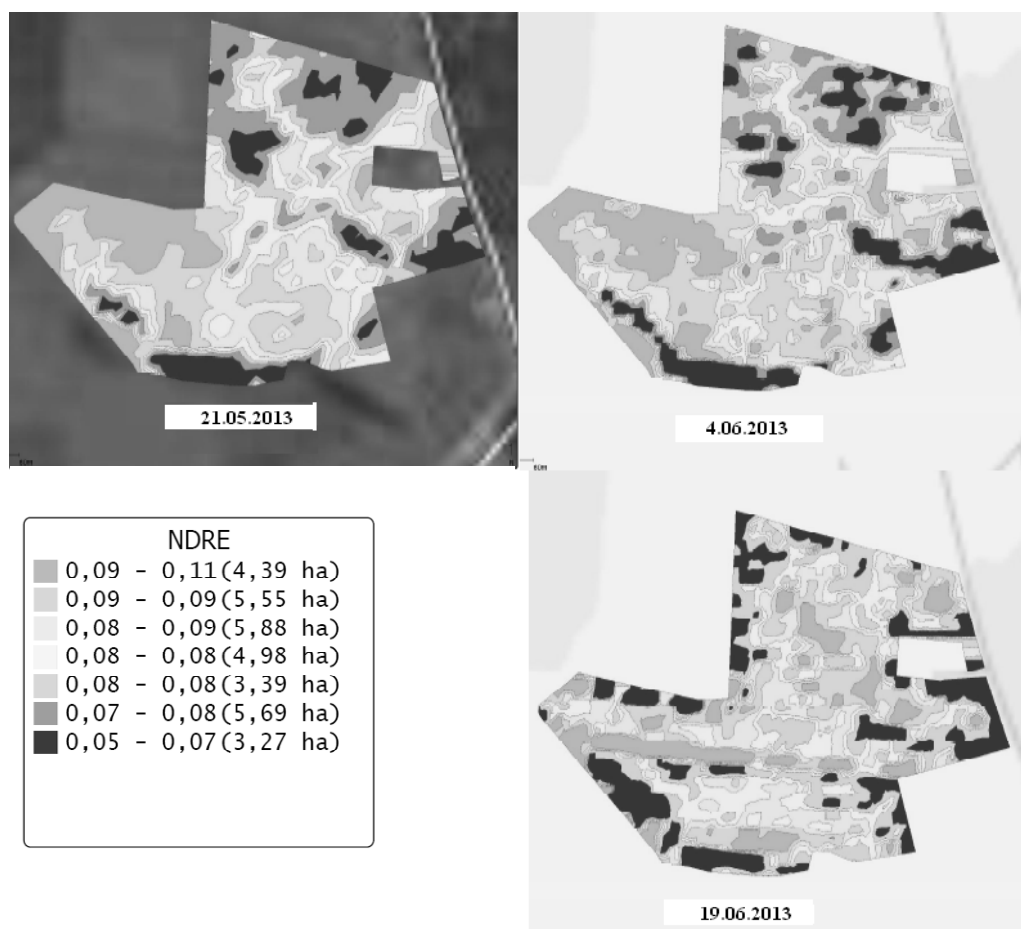 21.05.2013
4.06.2013
NDRE
0,09 - 0,11(4,39 ha)
0,09 - 0,09(5,55 ha)
0,08 - 0,09(5,88 ha)
0,08 - 0,08(4,98 ha)
0,08 - 0,08(3,39 ha)
0,07 - 0,08(5,69 ha)
0,05 - 0,07(3,27 ha)
19.06.2013